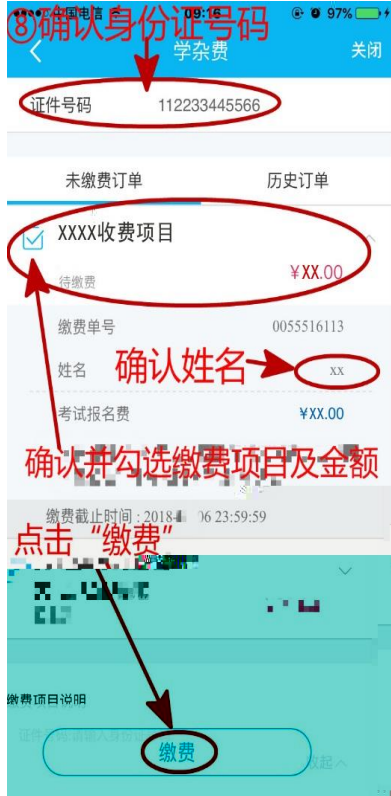 ⑧确认身份证号码
中国电信 09:16 97%
学杂费 关闭
证件号码 112233445566
未缴费订单 历史订单
XXXX收费项目
待缴费 ¥XX.00
缴费单号 0055516113
确认姓名
姓名 xx
考试报名费 ¥XX.00
确认并勾选缴费项目及金额
缴费截止时间 : 2018- 06 23:59:59
点击“缴费”
缴费项目说明
缴费
收起